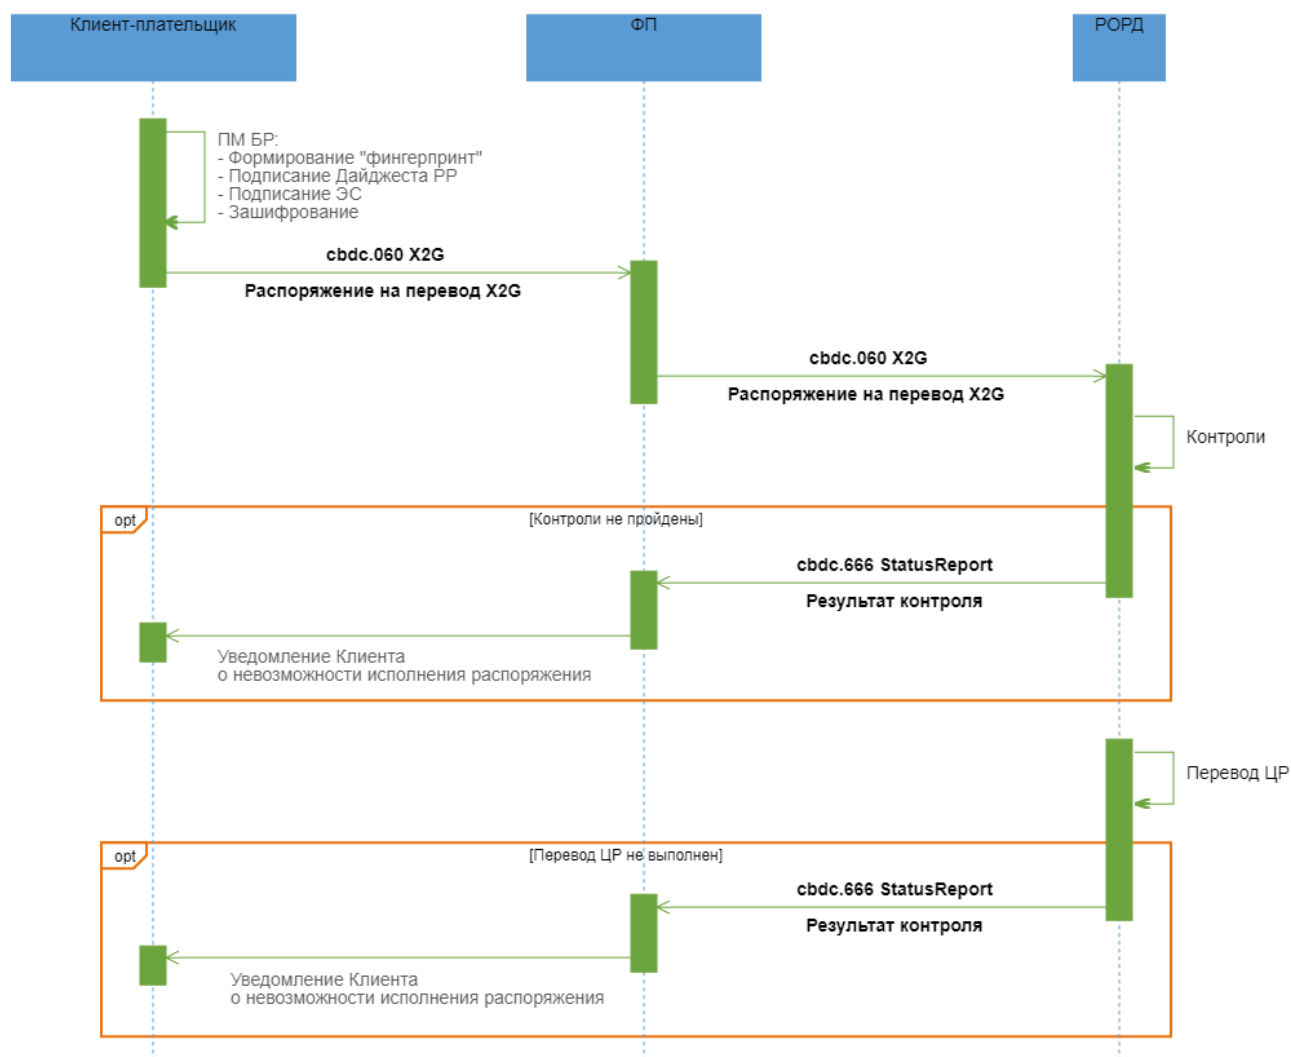 Клиент-плательщик
ФП
РОРД
ПМ БР:
- Формирование "фингерпринт"
- Подписание Дайджеста РР
- Подписание ЭС
- Зашифрование
cbdc.060 X2G
Распоряжение на перевод X2G
cbdc.060 X2G
Распоряжение на перевод X2G
Контроли
opt
[Контроли не пройдены]
cbdc.666 StatusReport
Результат контроля
Уведомление Клиента
о невозможности исполнения распоряжения
Перевод ЦР
opt
[Перевод ЦР не выполнен]
cbdc.666 StatusReport
Результат контроля
Уведомление Клиента
о невозможности исполнения распоряжения